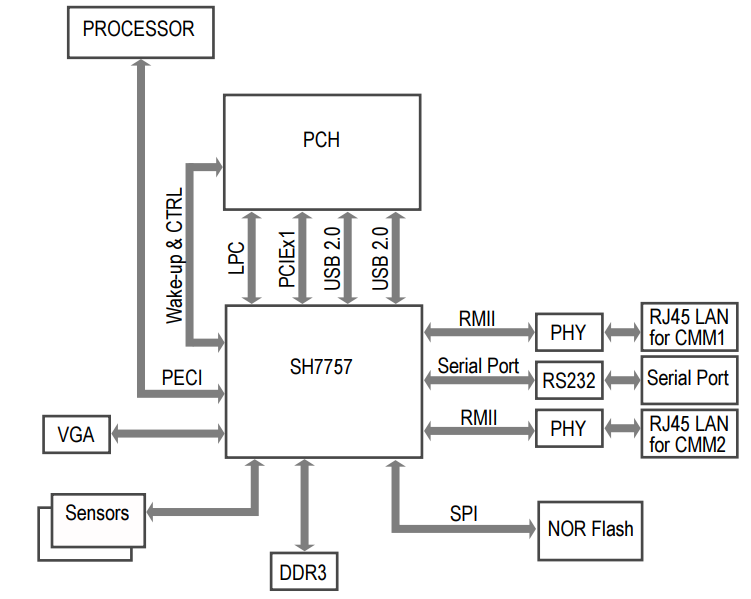 PROCESSOR
PCH
Wake-up & CTRL
LPC
PCIEx1
USB 2.0
USB 2.0
SH7757
PECI
VGA
Sensors
DDR3
RMII
PHY
RJ45 LAN
for CMM1
Serial Port
RS232
Serial Port
RMII
PHY
RJ45 LAN
for CMM2
SPI
NOR Flash